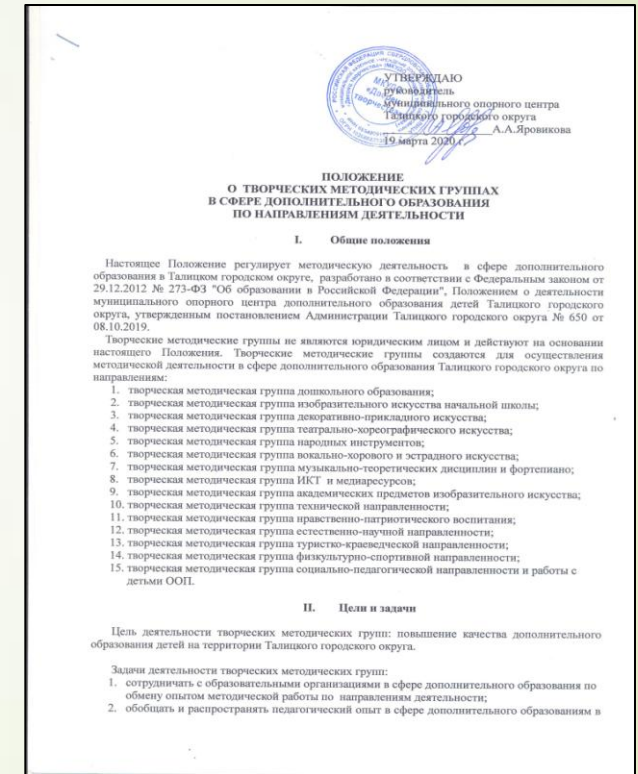 УТВЕРЖДАЮ
руководитель
муниципального опорного центра
Талицкого городского округа
А.А.Яровикова
19 марта 2020 г.
ПОЛОЖЕНИЕ
О ТВОРЧЕСКИХ МЕТОДИЧЕСКИХ ГРУППАХ
В СФЕРЕ ДОПОЛНИТЕЛЬНОГО ОБРАЗОВАНИЯ
ПО НАПРАВЛЕНИЯМ ДЕЯТЕЛЬНОСТИ
I. Общие положения
Настоящее Положение регулирует методическую деятельность в сфере дополнительного
образования в Талицком городском округе, разработано в соответствии с Федеральным законом от
29.12.2012 № 273-ФЗ "Об образовании в Российской Федерации", Положением о деятельности
муниципального опорного центра дополнительного образования детей Талицкого городского
округа, утвержденным постановлением Администрации Талицкого городского округа № 650 от
08.10.2019.
Творческие методические группы не являются юридическим лицом и действуют на основании
настоящего Положения. Творческие методические группы создаются для осуществления
методической деятельности в сфере дополнительного образования Талицкого городского округа по
направлениям:
1. творческая методическая группа дошкольного образования;
2. творческая методическая группа изобразительного искусства начальной школы;
3. творческая методическая группа декоративно-прикладного искусства;
4. творческая методическая группа театрально-хореографического искусства;
5. творческая методическая группа народных инструментов;
6. творческая методическая группа вокально-хорового и эстрадного искусства;
7. творческая методическая группа музыкально-теоретических дисциплин и фортепиано;
8. творческая методическая группа ИКТ и медиаресурсов;
9. творческая методическая группа академических предметов изобразительного искусства;
10. творческая методическая группа технической направленности;
11. творческая методическая группа нравственно-патриотического воспитания;
12. творческая методическая группа естественно-научной направленности;
13. творческая методическая группа туристко-краеведческой направленности;
14. творческая методическая группа физкультурно-спортивной направленности;
15. творческая методическая группа социально-педагогической направленности и работы с
детьми ООП.
II. Цели и задачи
Цель деятельности творческих методических групп: повышение качества дополнительного
образования детей на территории Талицкого городского округа.
Задачи деятельности творческих методических групп:
1. сотрудничать с образовательными организациями в сфере дополнительного образования по
обмену опытом методической работы по направлениям деятельности;
2. обобщать и распространять педагогический опыт в сфере дополнительного образованиям в